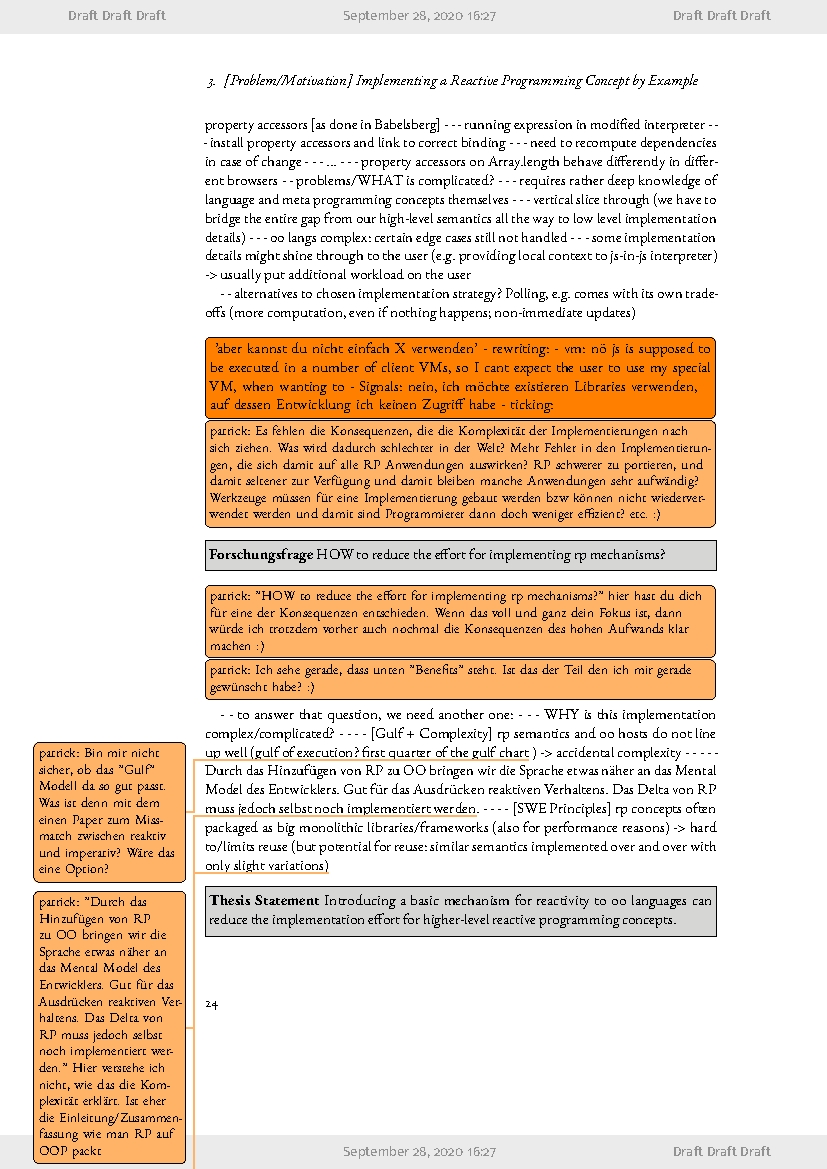 Draft Draft Draft September 28, 2020 16:27 Draft Draft Draft
3. [Problem/Motivation] Implementing a Reactive Programming Concept by Example
property accessors [as done in Babelsberg] - - - running expression in modified interpreter - -
- install property accessors and link to correct binding - - - need to recompute dependencies
in case of change - - - ... - - - property accessors on Array.length behave differently in differ-
ent browsers - - problems/WHAT is complicated? - - - requires rather deep knowledge of
language and meta programming concepts themselves - - - vertical slice through (we have to
bridge the entire gap from our high-level semantics all the way to low level implementation
details) - - - oo langs complex: certain edge cases still not handled - - - some implementation
details might shine through to the user (e.g. providing local context to js-in-js interpreter)
-> usually put additional workload on the user
- - alternatives to chosen implementation strategy? Polling, e.g. comes with its own trade-
offs (more computation, even if nothing happens; non-immediate updates)
'aber kannst du nicht einfach X verwenden' - rewriting: - vm: nö js is supposed to
be executed in a number of client VMs, so I cant expect the user to use my special
VM, when wanting to - Signals: nein, ich möchte existieren Libraries verwenden,
auf dessen Entwicklung ich keinen Zugriff habe - ticking:
patrick: Es fehlen die Konsequenzen, die die Komplexität der Implementierungen nach
sich ziehen. Was wird dadurch schlechter in der Welt? Mehr Fehler in den Implementierun-
gen, die sich damit auf alle RP Anwendungen auswirken? RP schwerer zu portieren, und
damit seltener zur Verfügung und damit bleiben manche Anwendungen sehr aufwändig?
Werkzeuge müssen für eine Implementierung gebaut werden bzw können nicht wiederver-
wendet werden und damit sind Programmierer dann doch weniger effizient? etc. :)
Forschungsfrage HOW to reduce the effort for implementing rp mechanisms?
patrick: "HOW to reduce the effort for implementing rp mechanisms?" hier hast du dich
für eine der Konsequenzen entschieden. Wenn das voll und ganz dein Fokus ist, dann
würde ich trotzdem vorher auch nochmal die Konsequenzen des hohen Aufwands klar
machen :)
patrick: Ich sehe gerade, dass unten "Benefits" steht. Ist das der Teil den ich mir gerade
gewünscht habe? :)
- - to answer that question, we need another one: - - - WHY is this implementation
complex/complicated? - - - - [Gulf + Complexity] rp semantics and oo hosts do not line
up well (gulf of execution? first quarter of the gulf chart ) -> accidental complexity - - - - -
Durch das Hinzufügen von RP zu OO bringen wir die Sprache etwas näher an das Mental
Model des Entwicklers. Gut für das Ausdrücken reaktiven Verhaltens. Das Delta von RP
muss jedoch selbst noch implementiert werden. - - - - [SWE Principles] rp concepts often
packaged as big monolithic libraries/frameworks (also for performance reasons) -> hard
to/limits reuse (but potential for reuse: similar semantics implemented over and over with
only slight variations)
Thesis Statement Introducing a basic mechanism for reactivity to oo languages can
reduce the implementation effort for higher-level reactive programming concepts.
patrick: Bin mir nicht
sicher, ob das "Gulf"
Modell da so gut passt.
Was ist denn mit dem
einen Paper zum Miss-
match zwischen reaktiv
und imperativ? Wäre das
eine Option?
patrick: "Durch das
Hinzufügen von RP
zu OO bringen wir die
Sprache etwas näher an
das Mental Model des
Entwicklers. Gut für das
Ausdrücken reaktiven Ver-
haltens. Das Delta von
RP muss jedoch selbst
noch implementiert wer-
den." Hier verstehe ich
nicht, wie das die Kom-
plexität erklärt. Ist eher
die Einleitung/Zusammen-
fassung wie man RP auf
OOP packt
24
September 28, 2020 16:27 Draft Draft Draft